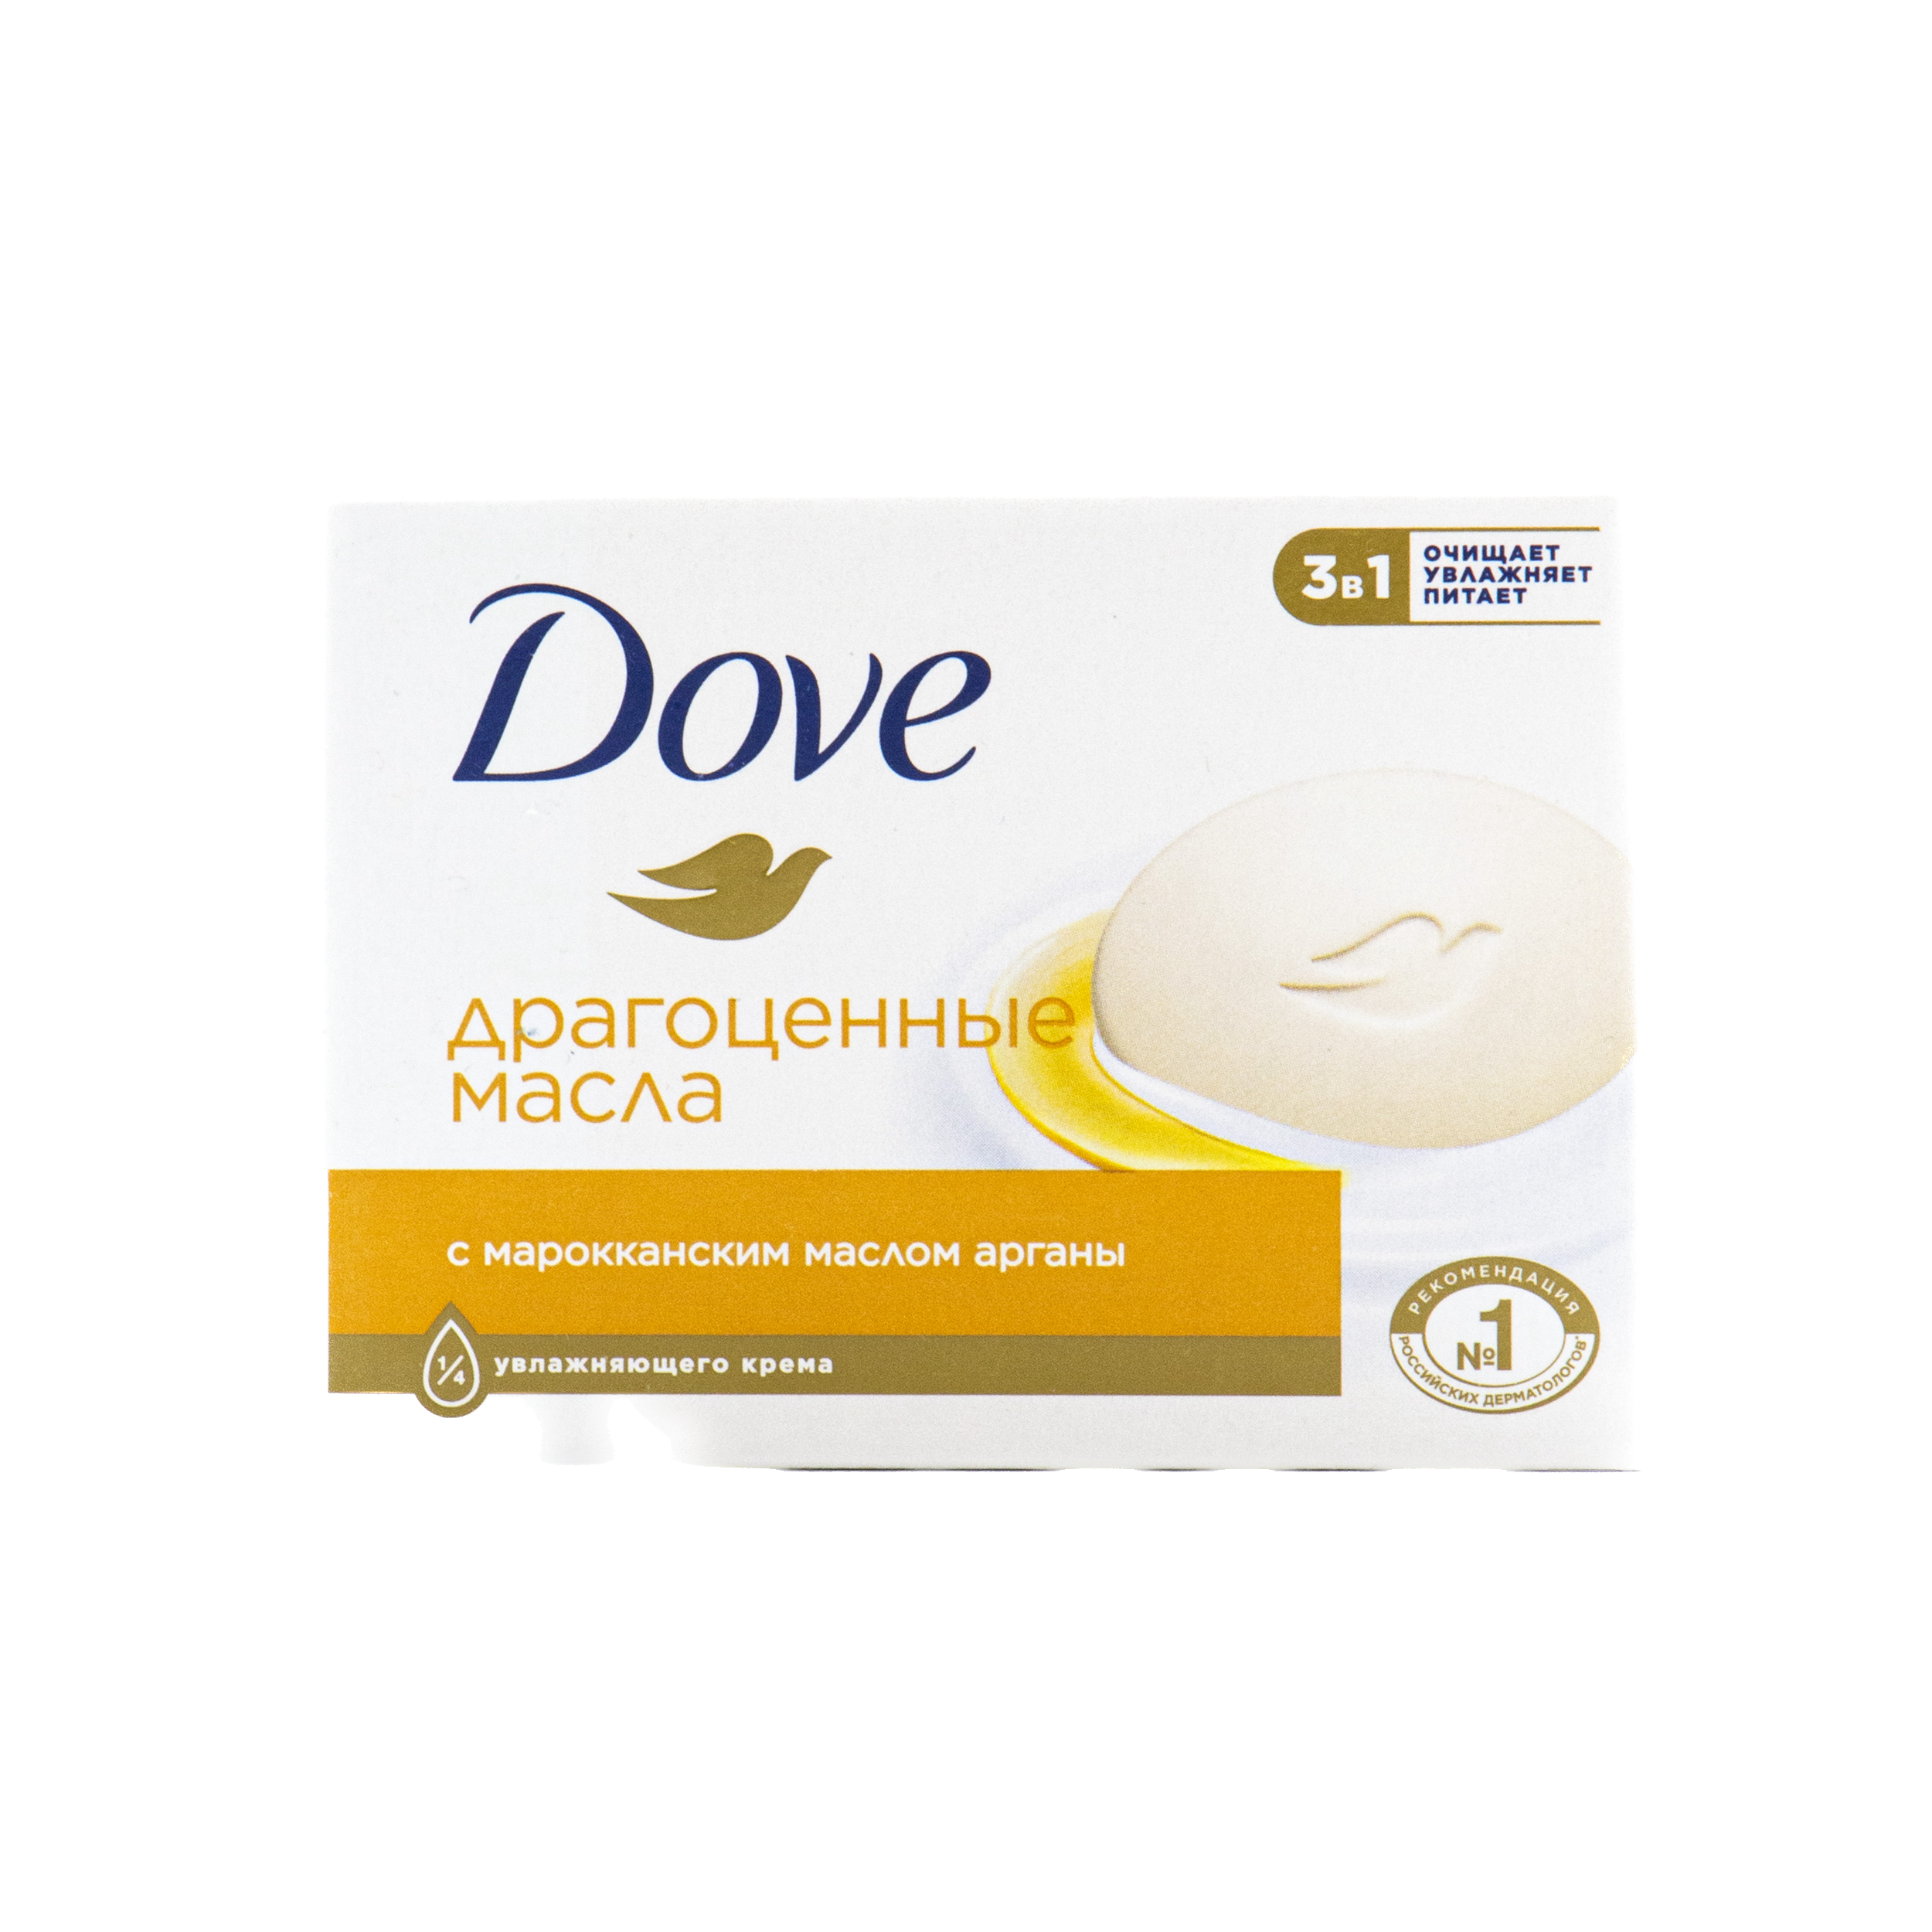 3в1
ОЧИЩАЕТ
УВЛАЖНЯЕТ
ПИТАЕТ
Dove
драгоценные
масла
с марокканским маслом арганы
1/4 увлажняющего крема
РЕКОМЕНДАЦИЯ
№1
РОССИЙСКИХ ДЕРМАТОЛОГОВ*